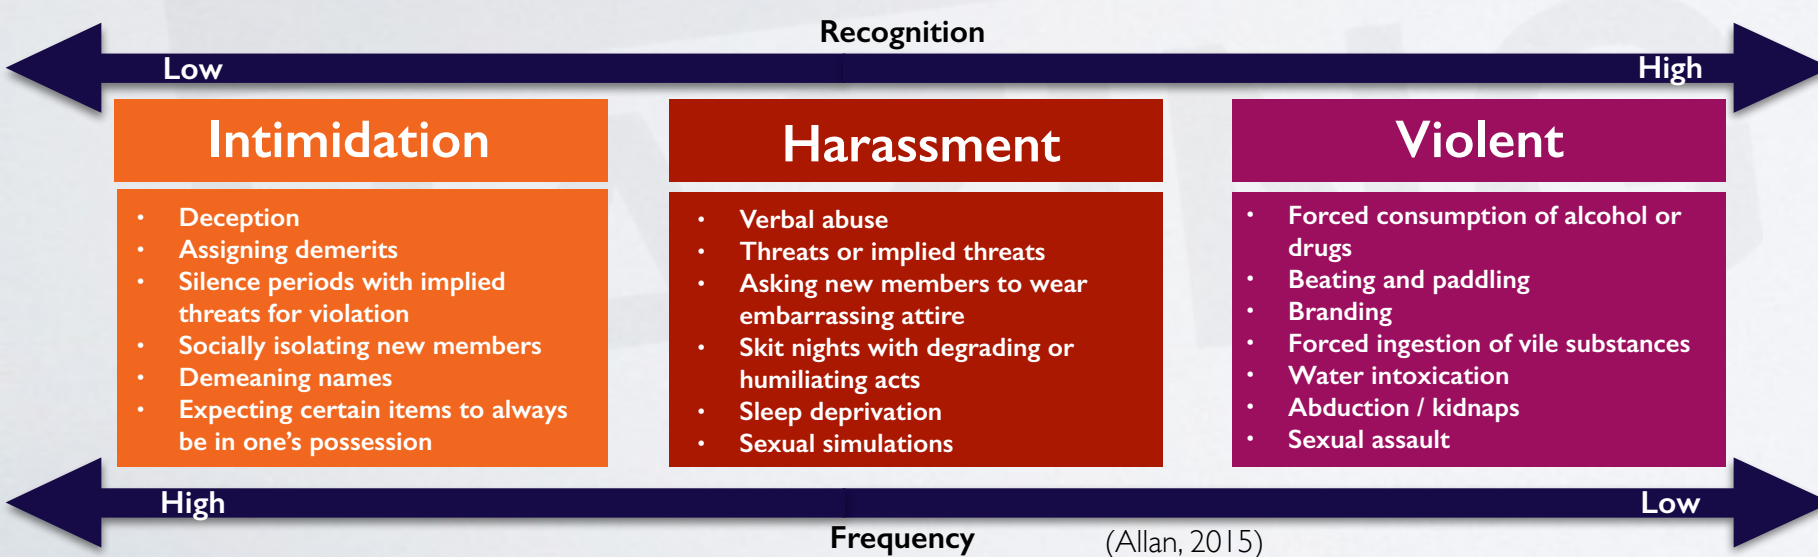 Recognition
Low
High
Intimidation
• Deception
• Assigning demerits
• Silence periods with implied
threats for violation
• Socially isolating new members
• Demeaning names
• Expecting certain items to always
be in one's possession
Harassment
• Verbal abuse
• Threats or implied threats
• Asking new members to wear
embarrassing attire
• Skit nights with degrading or
humiliating acts
• Sleep deprivation
• Sexual simulations
Violent
• Forced consumption of alcohol or
drugs
• Beating and paddling
• Branding
• Forced ingestion of vile substances
• Water intoxication
• Abduction / kidnaps
• Sexual assault
High
Low
Frequency
(Allan, 2015)